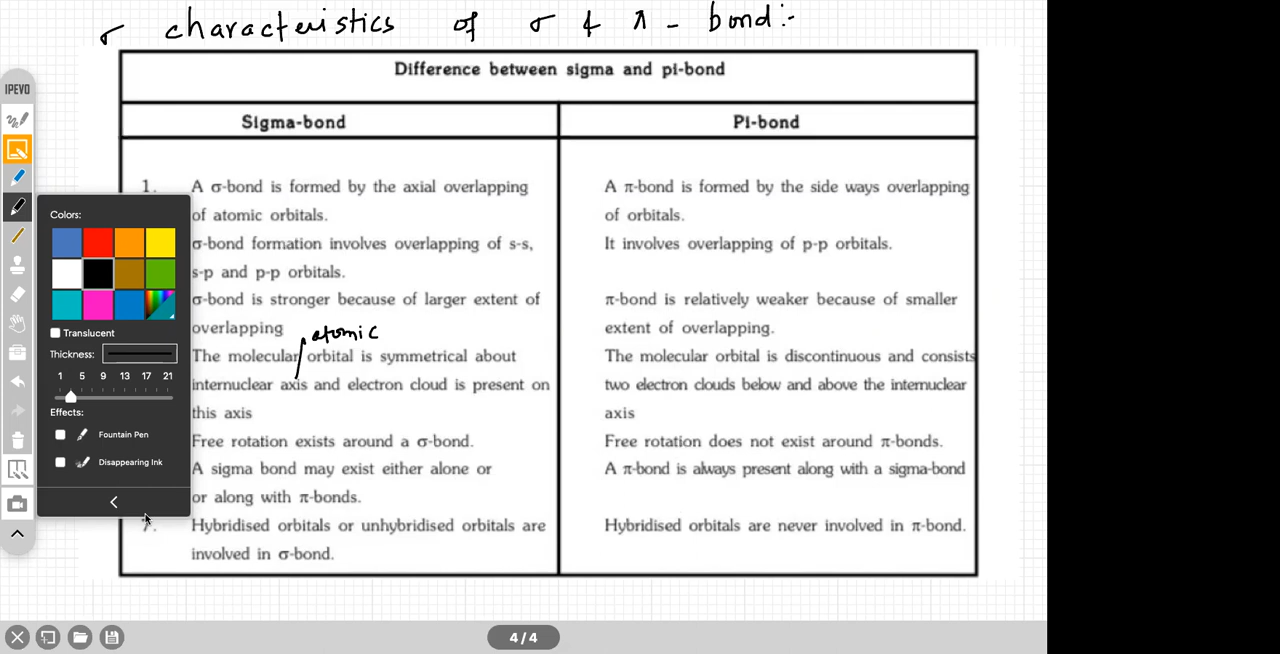 σ characteristics of σ & π - bond :-
Difference between sigma and pi-bond
Sigma-bond
Pi-bond
1. A σ-bond is formed by the axial overlapping
of atomic orbitals.
σ-bond formation involves overlapping of s-s,
s-p and p-p orbitals.
σ-bond is stronger because of larger extent of
overlapping
atomic
The molecular orbital is symmetrical about
internuclear axis and electron cloud is present on
this axis
Free rotation exists around a σ-bond.
A sigma bond may exist either alone or
or along with π-bonds.
7. Hybridised orbitals or unhybridised orbitals are
involved in σ-bond.
A π-bond is formed by the side ways overlapping
of orbitals.
It involves overlapping of p-p orbitals.
π-bond is relatively weaker because of smaller
extent of overlapping.
The molecular orbital is discontinuous and consists
two electron clouds below and above the internuclear
axis
Free rotation does not exist around π-bonds.
A π-bond is always present along with a sigma-bond
Hybridised orbitals are never involved in π-bond.
IPEVO
Colors:
Translucent
Thickness:
1 5 9 13 17 21
Effects:
Fountain Pen
Disappearing Ink
4 / 4